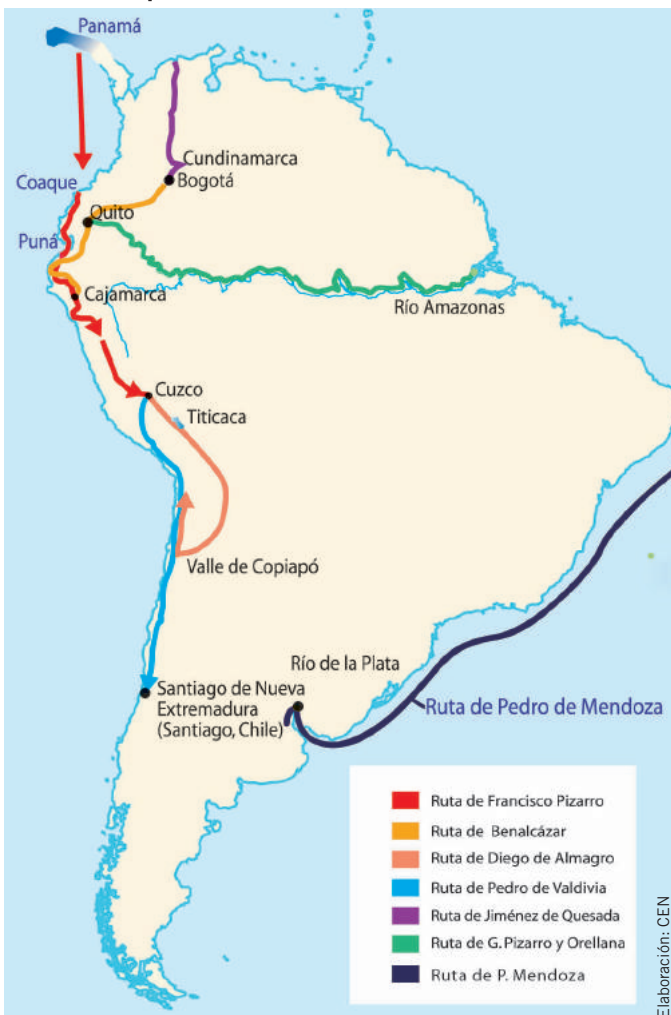 Panamá
Cundinamarca
Bogotá
Coaque
Quito
Puná
Cajamarca
Río Amazonas
Cuzco
Titicaca
Valle de Copiapó
Río de la Plata
Santiago de Nueva
Extremadura
(Santiago, Chile)
Ruta de Pedro de Mendoza
Ruta de Francisco Pizarro
Ruta de Benalcázar
Ruta de Diego de Almagro
Ruta de Pedro de Valdivia
Ruta de Jiménez de Quesada
Ruta de G. Pizarro y Orellana
Ruta de P. Mendoza
Elaboración: CEN